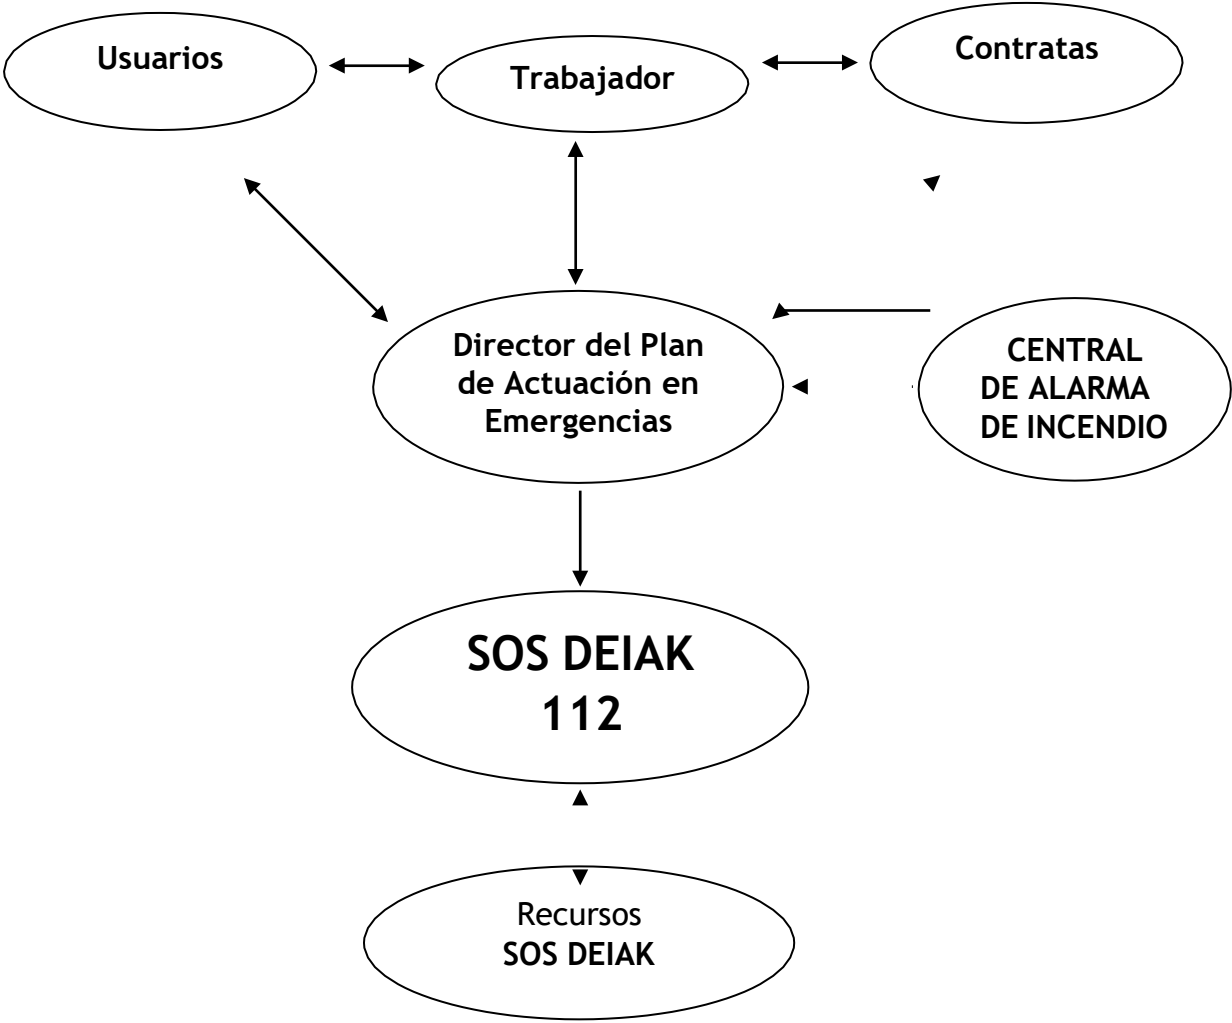 Usuarios
Trabajador
Contratas
Director del Plan
de Actuación en
Emergencias
CENTRAL
DE ALARMA
DE INCENDIO
SOS DEIAK
112
Recursos
SOS DEIAK